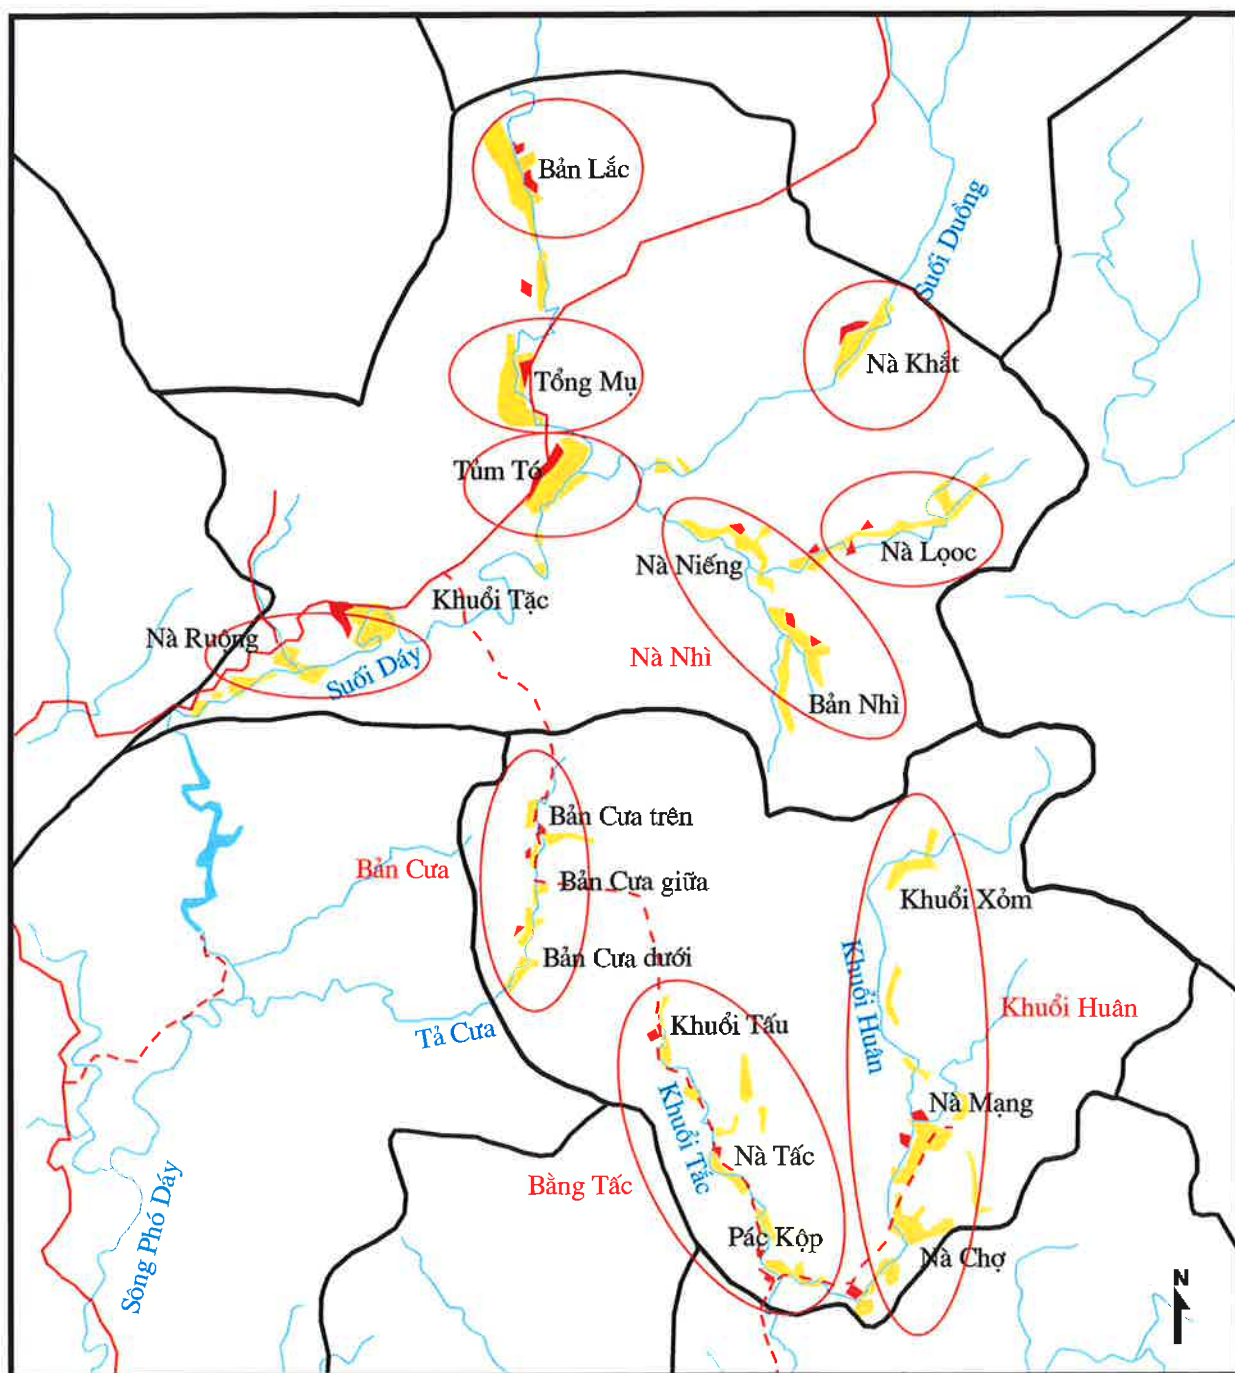 Bản Lắc
Suối Duồng
Nà Khắt
Tổng Mụ
Tủm Tó
Nà Lọoc
Nà Niếng
Khuổi Tặc
Nà Ruộng
Nà Nhì
Suối Dáy
Bản Nhì
Bản Cưa trên
Bản Cưa
Bản Cưa giữa
Khuổi Xỏm
Bản Cưa dưới
Khuổi Huân
Khuổi Huân
Tả Cưa
Khuổi Tấu
Nà Mạng
Khuổi Tắc
Nà Tấc
Bằng Tấc
Sông Phó Dáy
Pác Kộp
Nà Chợ
N